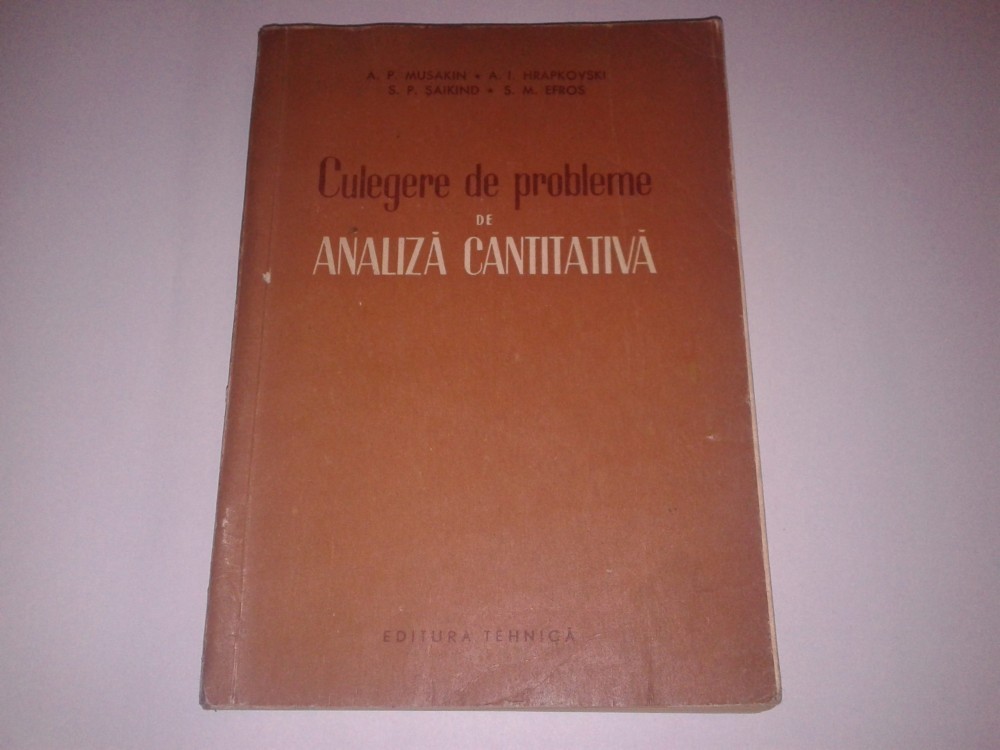 A. P. MUSAKIN • A. I. HRAPKOVSKI
S. P. ȘAIKIND • S. M. EFROS
Culegere de probleme
DE
ANALIZĂ CANTITATIVĂ
EDITURA TEHNICĂ